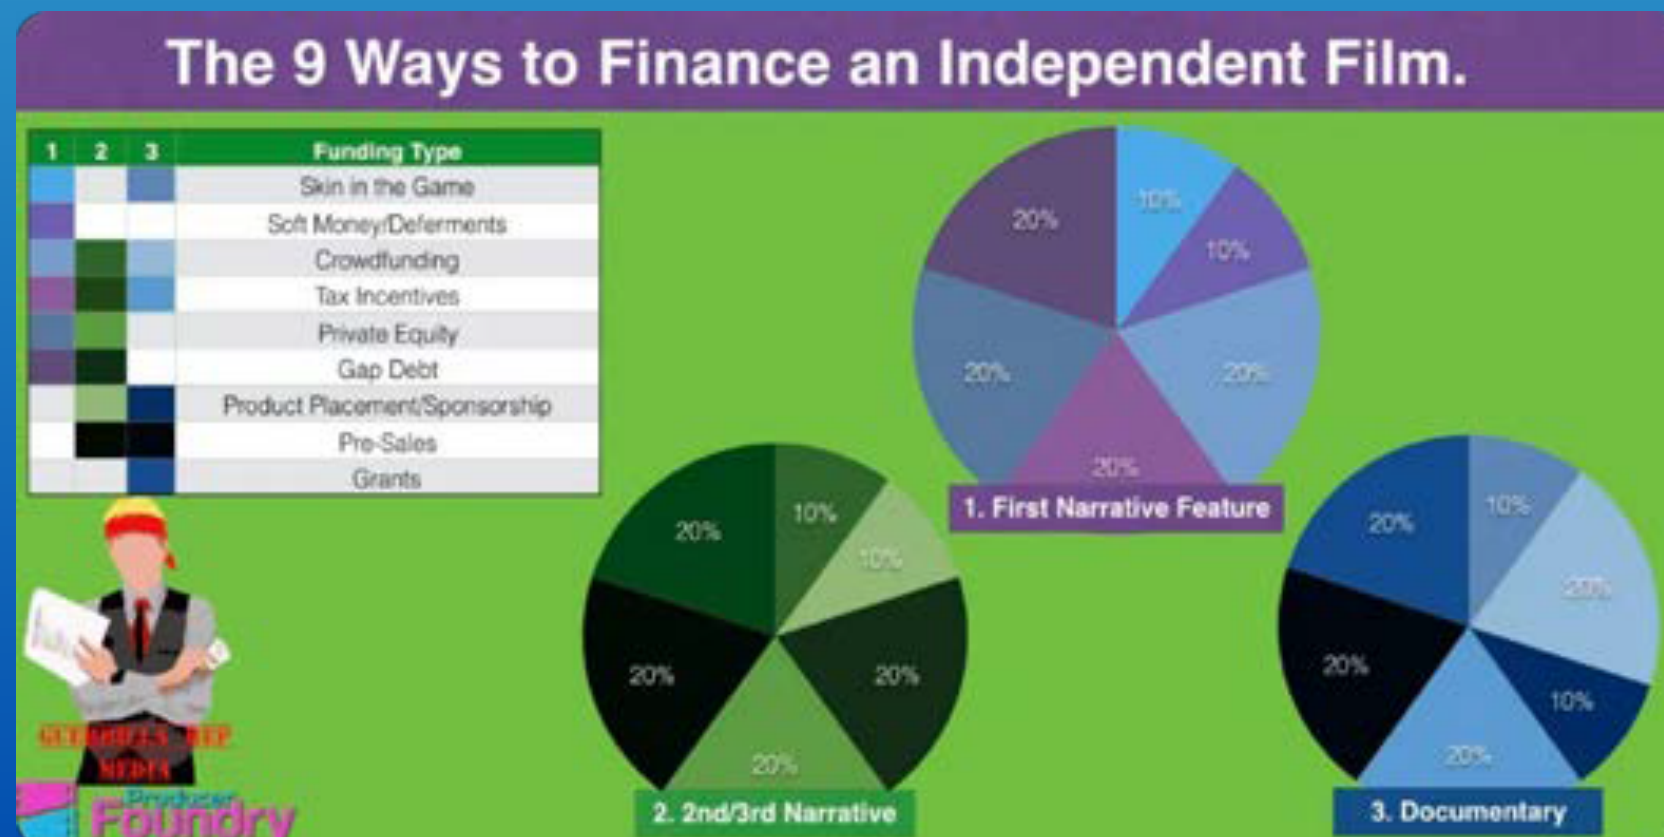 The 9 Ways to Finance an Independent Film.
1 2 3 Funding Type
Skin in the Game
Soft Money/Deferments
Crowdfunding
Tax Incentives
Private Equity
Gap Debt
Product Placement/Sponsorship
Pre-Sales
Grants
10%
10%
20%
20%
20%
20%
1. First Narrative Feature
10%
10%
20%
20%
20%
20%
2. 2nd/3rd Narrative
10%
20%
10%
20%
20%
20%
3. Documentary
GUERRILLA REP
MEDIA
Producer
Foundry